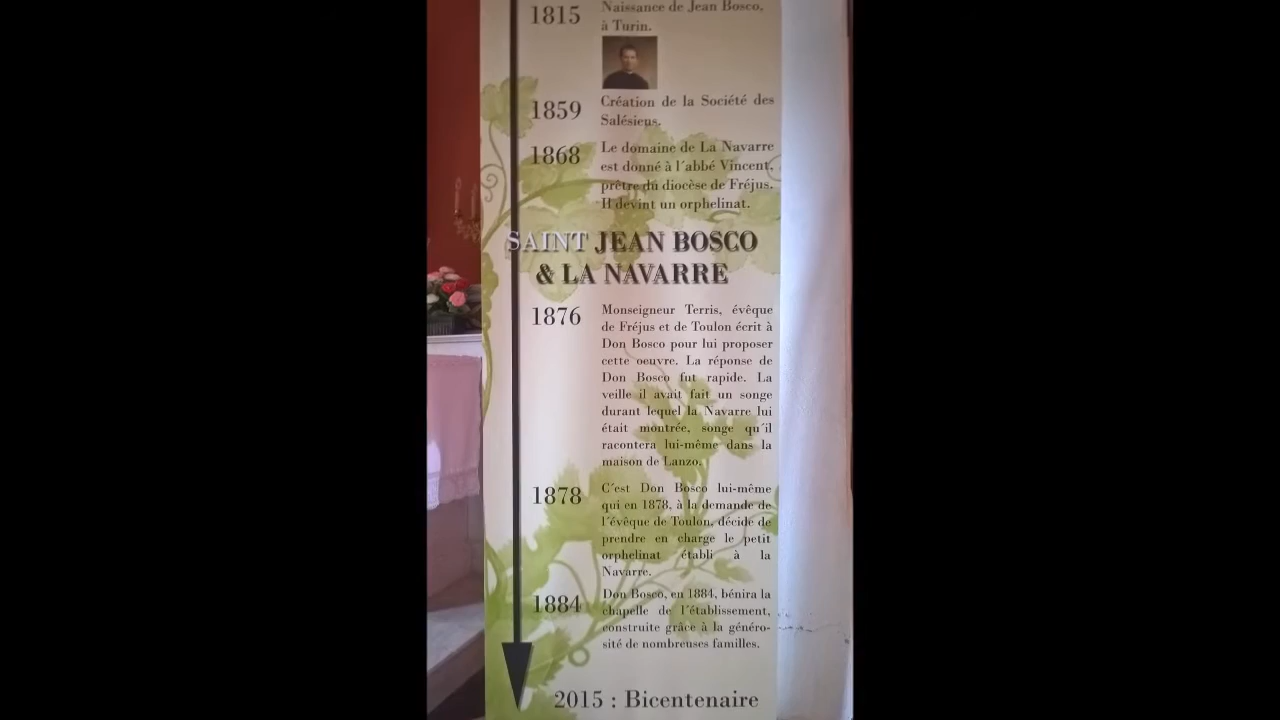 1815
Naissance de Jean Bosco,
à Turin.
1859
Création de la Société des
Salésiens.
1868
Le domaine de La Navarre
est donné à l'abbé Vincent,
prêtre du diocèse de Fréjus.
Il devint un orphelinat.
SAINT JEAN BOSCO
& LA NAVARRE
1876
Monseigneur Terris, évêque
de Fréjus et de Toulon écrit à
Don Bosco pour lui proposer
cette oeuvre. La réponse de
Don Bosco fut rapide. La
veille il avait fait un songe
durant lequel la Navarre lui
était montrée, songe qu'il
racontera lui-même dans la
maison de Lanzo.
1878
C'est Don Bosco lui-même
qui en 1878, à la demande de
l'évêque de Toulon, décide de
prendre en charge le petit
orphelinat établi à la
Navarre.
1884
Don Bosco, en 1884, bénira la
chapelle de l'établissement,
construite grâce à la généro-
sité de nombreuses familles.
2015 : Bicentenaire